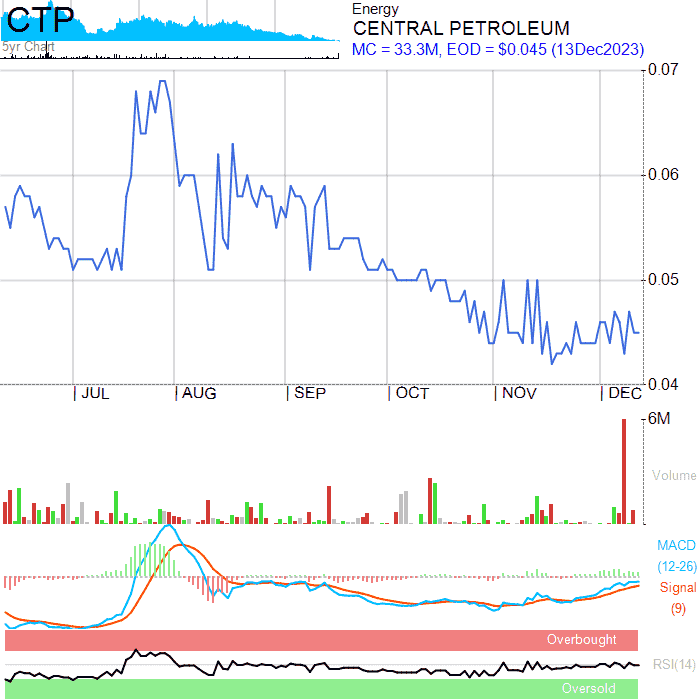 CTP
5yr Chart
Energy
CENTRAL PETROLEUM
MC = 33.3M, EOD = $0.045 (13Dec2023)
0.07
0.06
0.05
0.04
| JUL | AUG | SEP | OCT | NOV | DEC
6M
Volume
MACD
(12-26)
Signal
(9)
Overbought
RSI(14)
Oversold